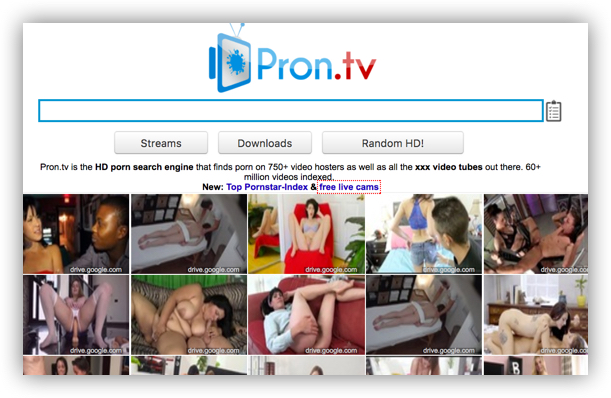 Pron.tv
Streams
Downloads
Random HD!
Pron.tv is the HD porn search engine that finds porn on 750+ video hosters as well as all the xxx video tubes out there. 60+
million videos indexed.
New: Top Pornstar-Index & free live cams
drive.google.com
drive.google.com
drive.google.com
drive.google.com
drive.google.com
drive.google.com
drive.google.com
drive.google.com
drive.google.com
drive.google.com